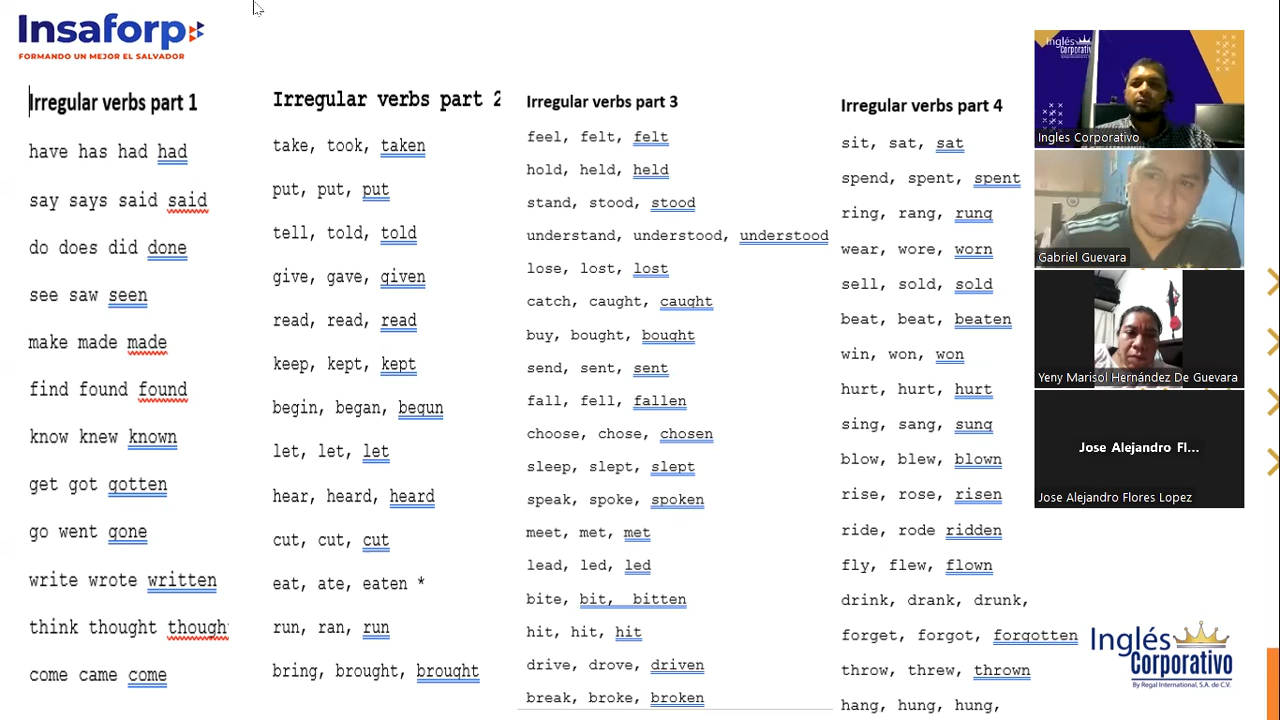 Insaforp
FORMANDO UN MEJOR EL SALVADOR
Irregular verbs part 1
have has had had
say says said said
do does did done
see saw seen
make made made
find found found
know knew known
get got gotten
go went gone
write wrote written
think thought though
come came come
Irregular verbs part 2
take, took, taken
put, put, put
tell, told, told
give, gave, given
read, read, read
keep, kept, kept
begin, began, begun
let, let, let
hear, heard, heard
cut, cut, cut
eat, ate, eaten *
run, ran, run
bring, brought, brought
Irregular verbs part 3
feel, felt, felt
hold, held, held
stand, stood, stood
understand, understood, understood
lose, lost, lost
catch, caught, caught
buy, bought, bought
send, sent, sent
fall, fell, fallen
choose, chose, chosen
sleep, slept, slept
speak, spoke, spoken
meet, met, met
lead, led, led
bite, bit, bitten
hit, hit, hit
drive, drove, driven
break, broke, broken
Irregular verbs part 4
sit, sat, sat
spend, spent, spent
ring, rang, rung
wear, wore, worn
sell, sold, sold
beat, beat, beaten
win, won, won
hurt, hurt, hurt
sing, sang, sung
blow, blew, blown
rise, rose, risen
ride, rode ridden
fly, flew, flown
drink, drank, drunk,
forget, forgot, forgotten
throw, threw, thrown
hang, hung, hung,
Inglés
Corporativo
Ingles Corporativo
Gabriel Guevara
Yeny Marisol Hernández De Guevara
Jose Alejandro Fl...
Jose Alejandro Flores Lopez
Inglés
Corporativo
By Regal International, S.A. de C.V.